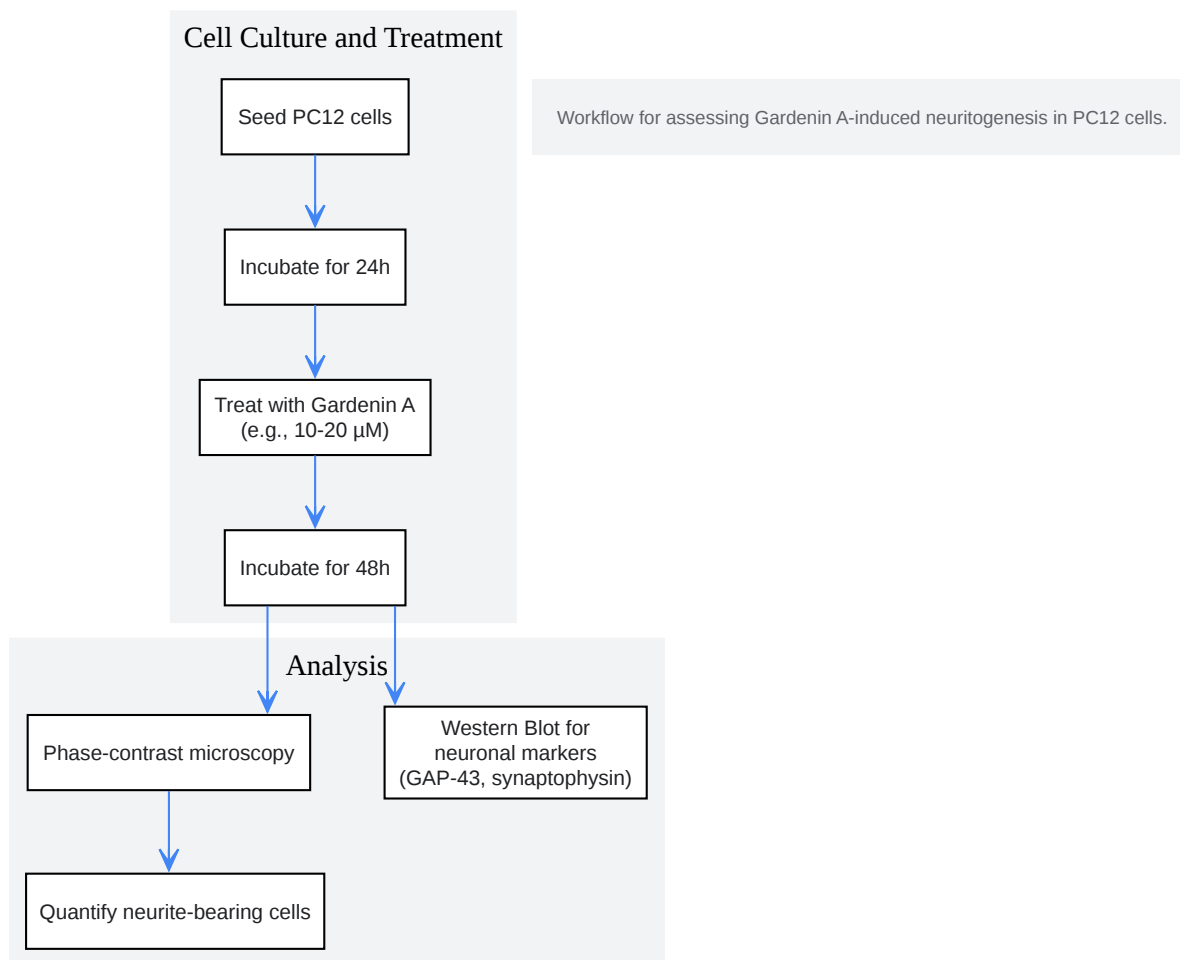 Cell Culture and Treatment
Seed PC12 cells
Workflow for assessing Gardenin A-induced neuritogenesis in PC12 cells.
Incubate for 24h
Treat with Gardenin A
(e.g., 10-20 µM)
Incubate for 48h
Analysis
Phase-contrast microscopy
Western Blot for
neuronal markers
(GAP-43, synaptophysin)
Quantify neurite-bearing cells